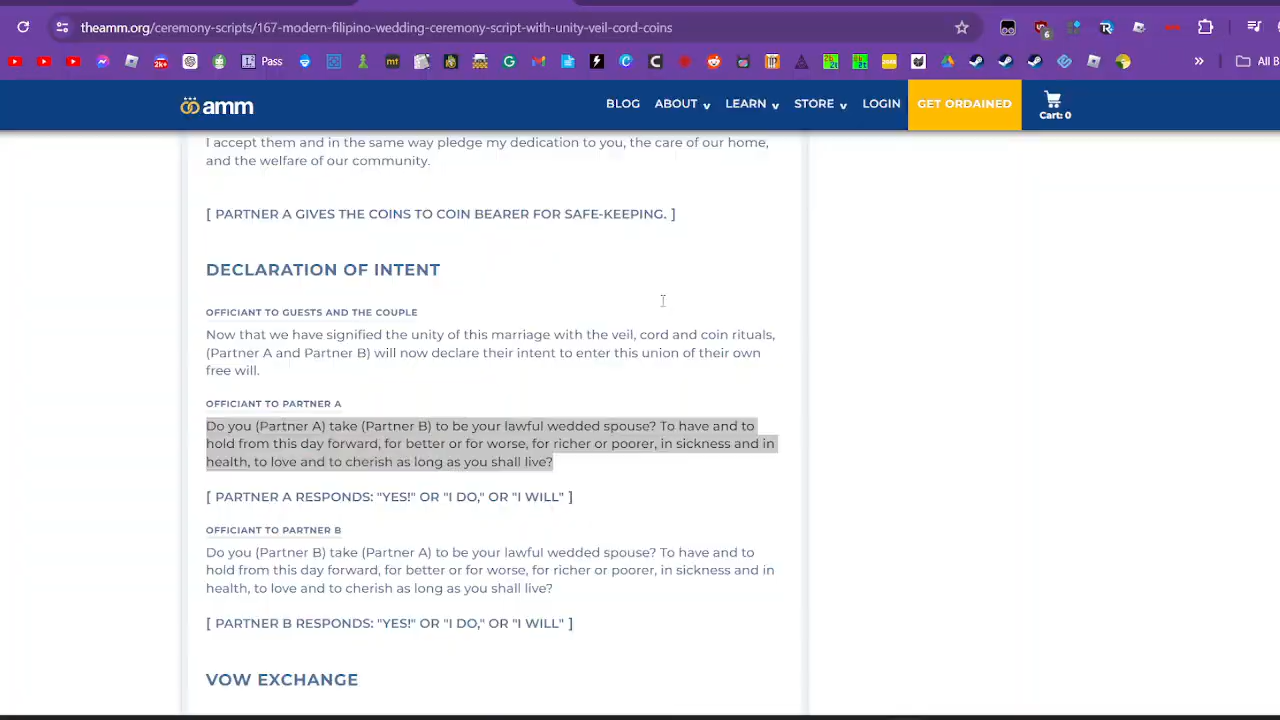 theamm.org/ceremony-scripts/167-modern-filipino-wedding-ceremony-script-with-unity-veil-cord-coins
6
2K+
Pass
mt
All B
amm
BLOG ABOUT LEARN STORE LOGIN GET ORDAINED Cart: 0
I accept them and in the same way pledge my dedication to you, the care of our home,
and the welfare of our community.
[ PARTNER A GIVES THE COINS TO COIN BEARER FOR SAFE-KEEPING. ]
DECLARATION OF INTENT
OFFICIANT TO GUESTS AND THE COUPLE
Now that we have signified the unity of this marriage with the veil, cord and coin rituals,
(Partner A and Partner B) will now declare their intent to enter this union of their own
free will.
OFFICIANT TO PARTNER A
Do you (Partner A) take (Partner B) to be your lawful wedded spouse? To have and to
hold from this day forward, for better or for worse, for richer or poorer, in sickness and in
health, to love and to cherish as long as you shall live?
[ PARTNER A RESPONDS: "YES!" OR "I DO," OR "I WILL" ]
OFFICIANT TO PARTNER B
Do you (Partner B) take (Partner A) to be your lawful wedded spouse? To have and to
hold from this day forward, for better or for worse, for richer or poorer, in sickness and in
health, to love and to cherish as long as you shall live?
[ PARTNER B RESPONDS: "YES!" OR "I DO," OR "I WILL" ]
VOW EXCHANGE